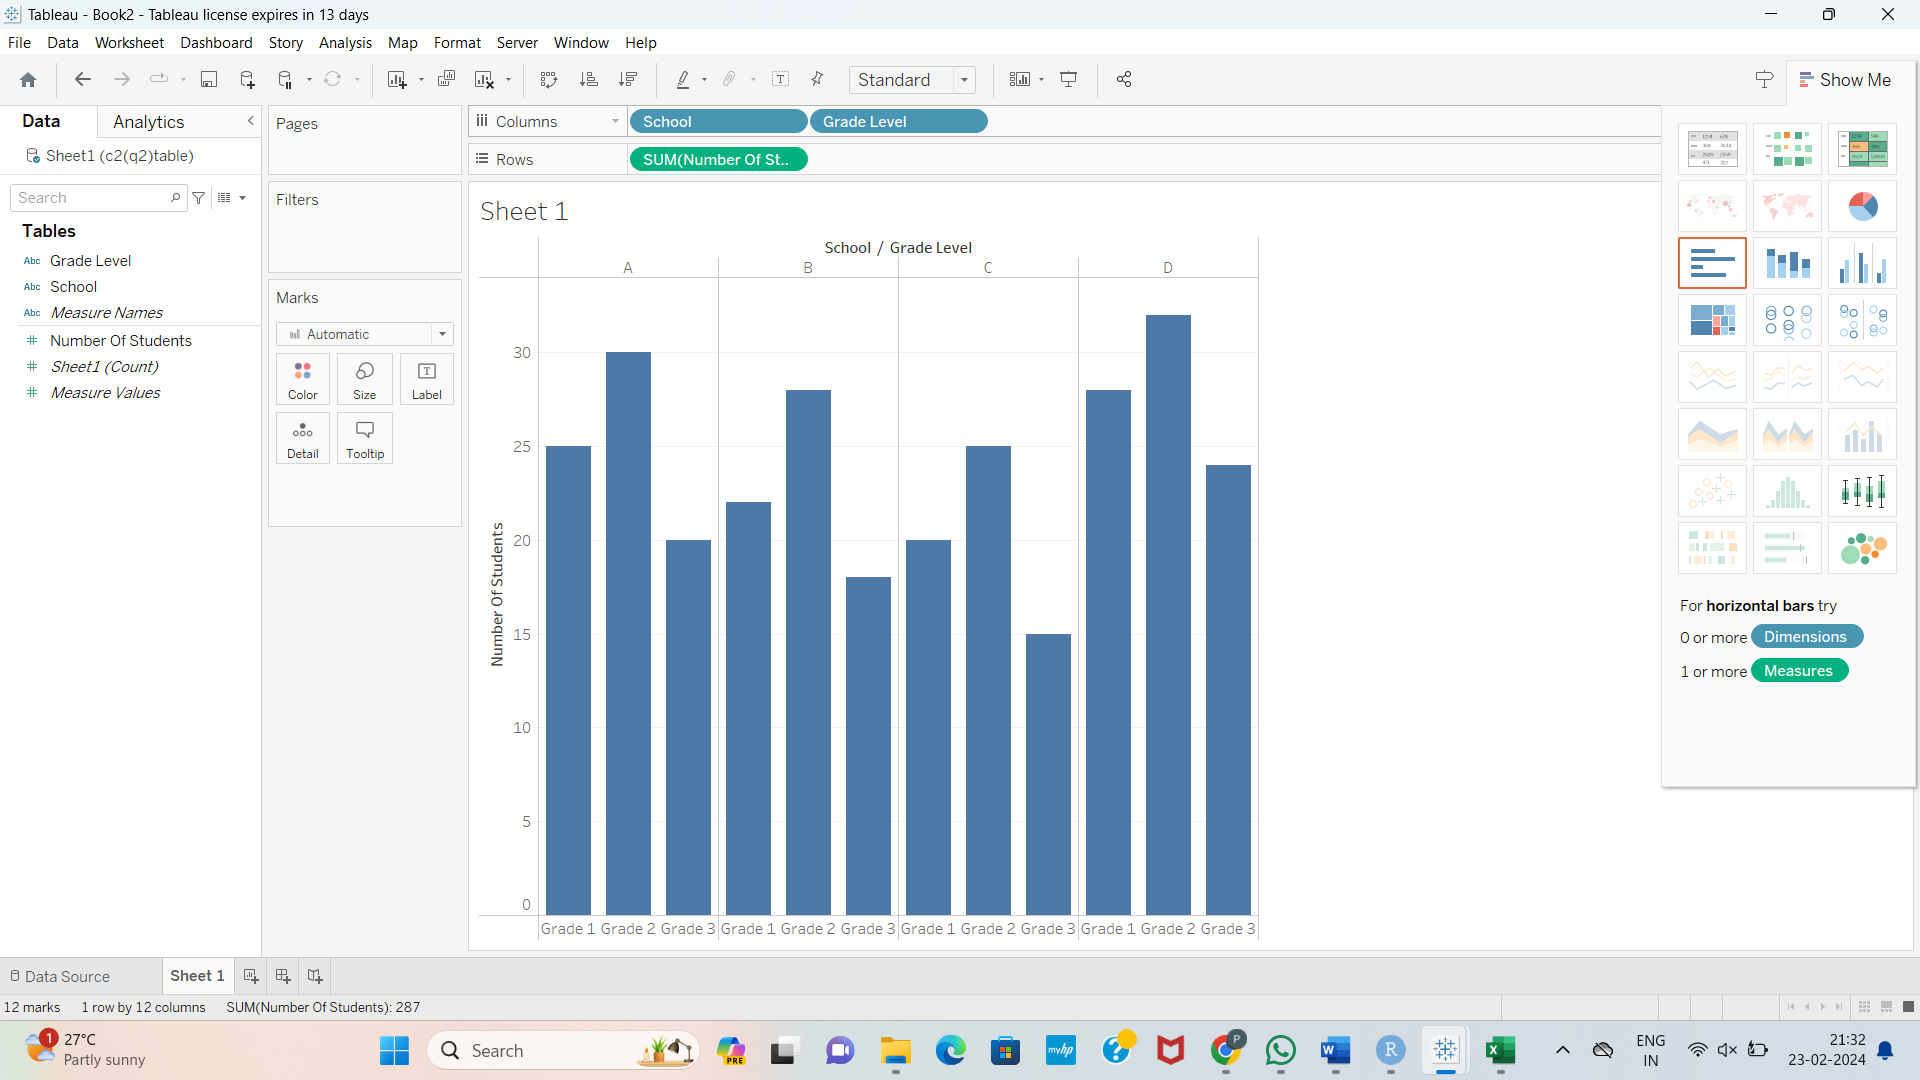 Tableau - Book2 - Tableau license expires in 13 days
File Data Worksheet Dashboard Story Analysis Map Format Server Window Help
Standard
Show Me
Data Analytics
Sheet1 (c2(q2)table)
Search
Tables
Abc Grade Level
Abc School
Abc Measure Names
# Number Of Students
# Sheet1 (Count)
# Measure Values
Pages
Filters
Marks
Automatic
Color Size Label
Detail Tooltip
Columns School Grade Level
Rows SUM(Number Of St..
Sheet 1
School / Grade Level
A B C D
Number Of Students
30
25
20
15
10
5
0
Grade 1 Grade 2 Grade 3 Grade 1 Grade 2 Grade 3 Grade 1 Grade 2 Grade 3 Grade 1 Grade 2 Grade 3
For horizontal bars try
0 or more Dimensions
1 or more Measures
Data Source Sheet 1
12 marks 1 row by 12 columns SUM(Number Of Students): 287
1
27°C
Partly sunny
Search
PRE
myhp
P
ENG
IN
21:32
23-02-2024